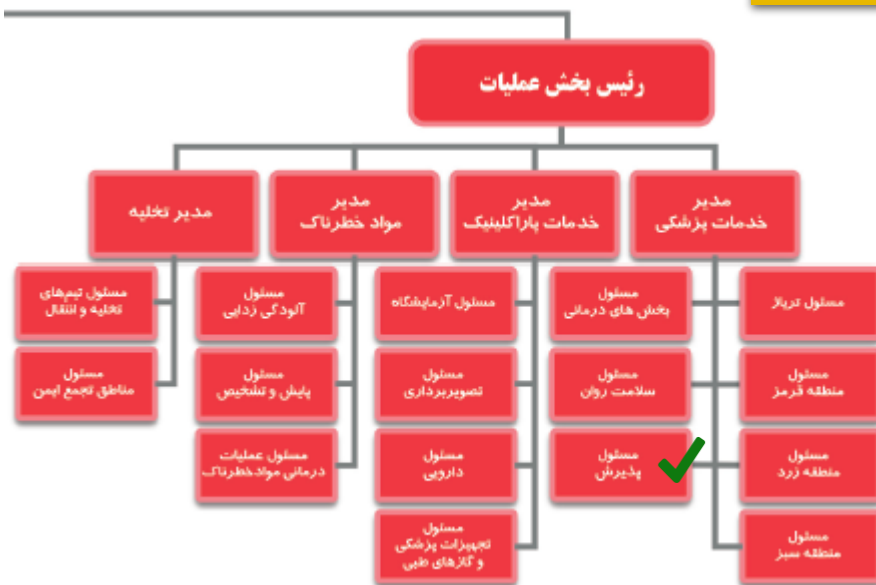 رئیس بخش عملیات
مدیر
خدمات پزشکی
مدیر
خدمات پاراکلینیک
مدیر
مواد خطرناک
مدیر تخلیه
مسئول تریاژ
مسئول
منطقه قرمز
مسئول
منطقه زرد
مسئول
منطقه سبز
مسئول
بخش های درمانی
مسئول
سلامت روان
مسئول
پذیرش
مسئول آزمایشگاه
مسئول
تصویربرداری
مسئول
دارویی
مسئول
تجهیزات پزشکی
و گازهای طبی
مسئول
آلودگی زدایی
مسئول
پایش و تشخیص
مسئول عملیات
درمانی موادخطرناک
مسئول تیم‌های
تخلیه و انتقال
مسئول
مناطق تجمع ایمن